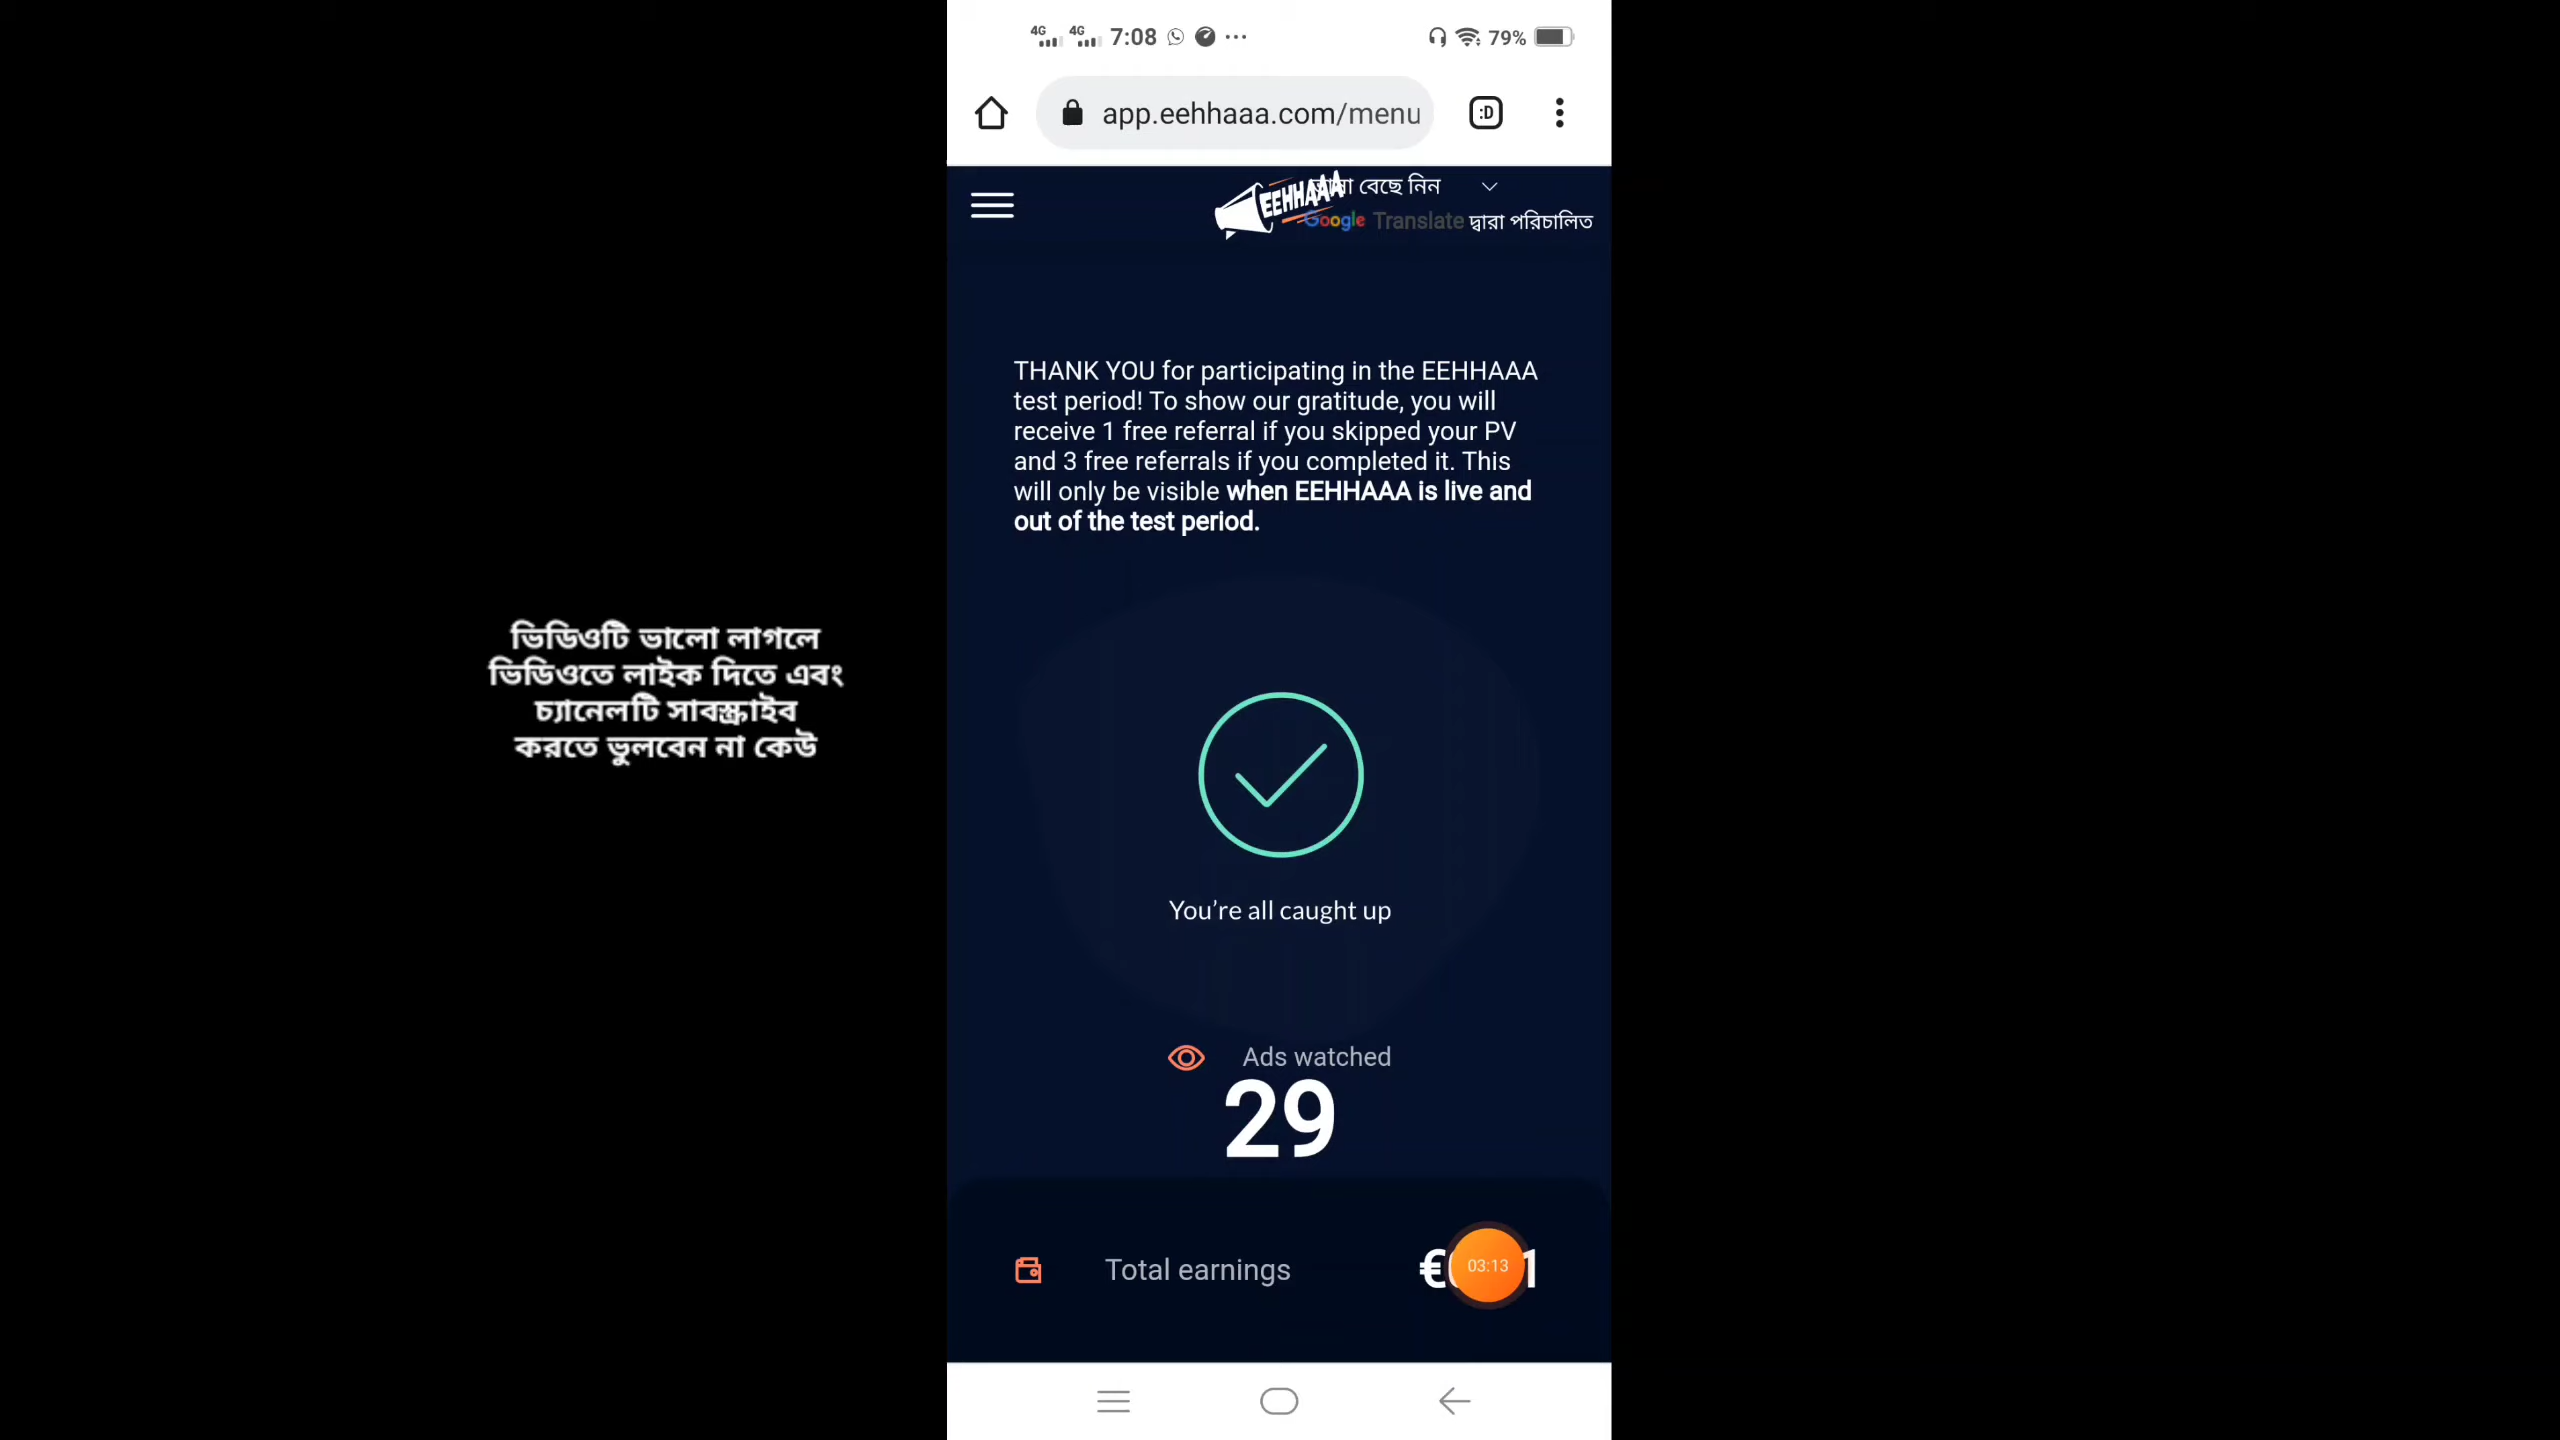 4G 4G 7:08 79%
app.eehhaaa.com/menu
:D
EEHHAAA
বেছে নিন
Google Translate দ্বারা পরিচালিত
THANK YOU for participating in the EEHHAAA
test period! To show our gratitude, you will
receive 1 free referral if you skipped your PV
and 3 free referrals if you completed it. This
will only be visible when EEHHAAA is live and
out of the test period.
ভিডিওটি ভালো লাগলে
ভিডিওতে লাইক দিতে এবং
চ্যানেলটি সাবস্ক্রাইব
করতে ভুলবেন না কেউ
You’re all caught up
Ads watched
29
Total earnings
03:13